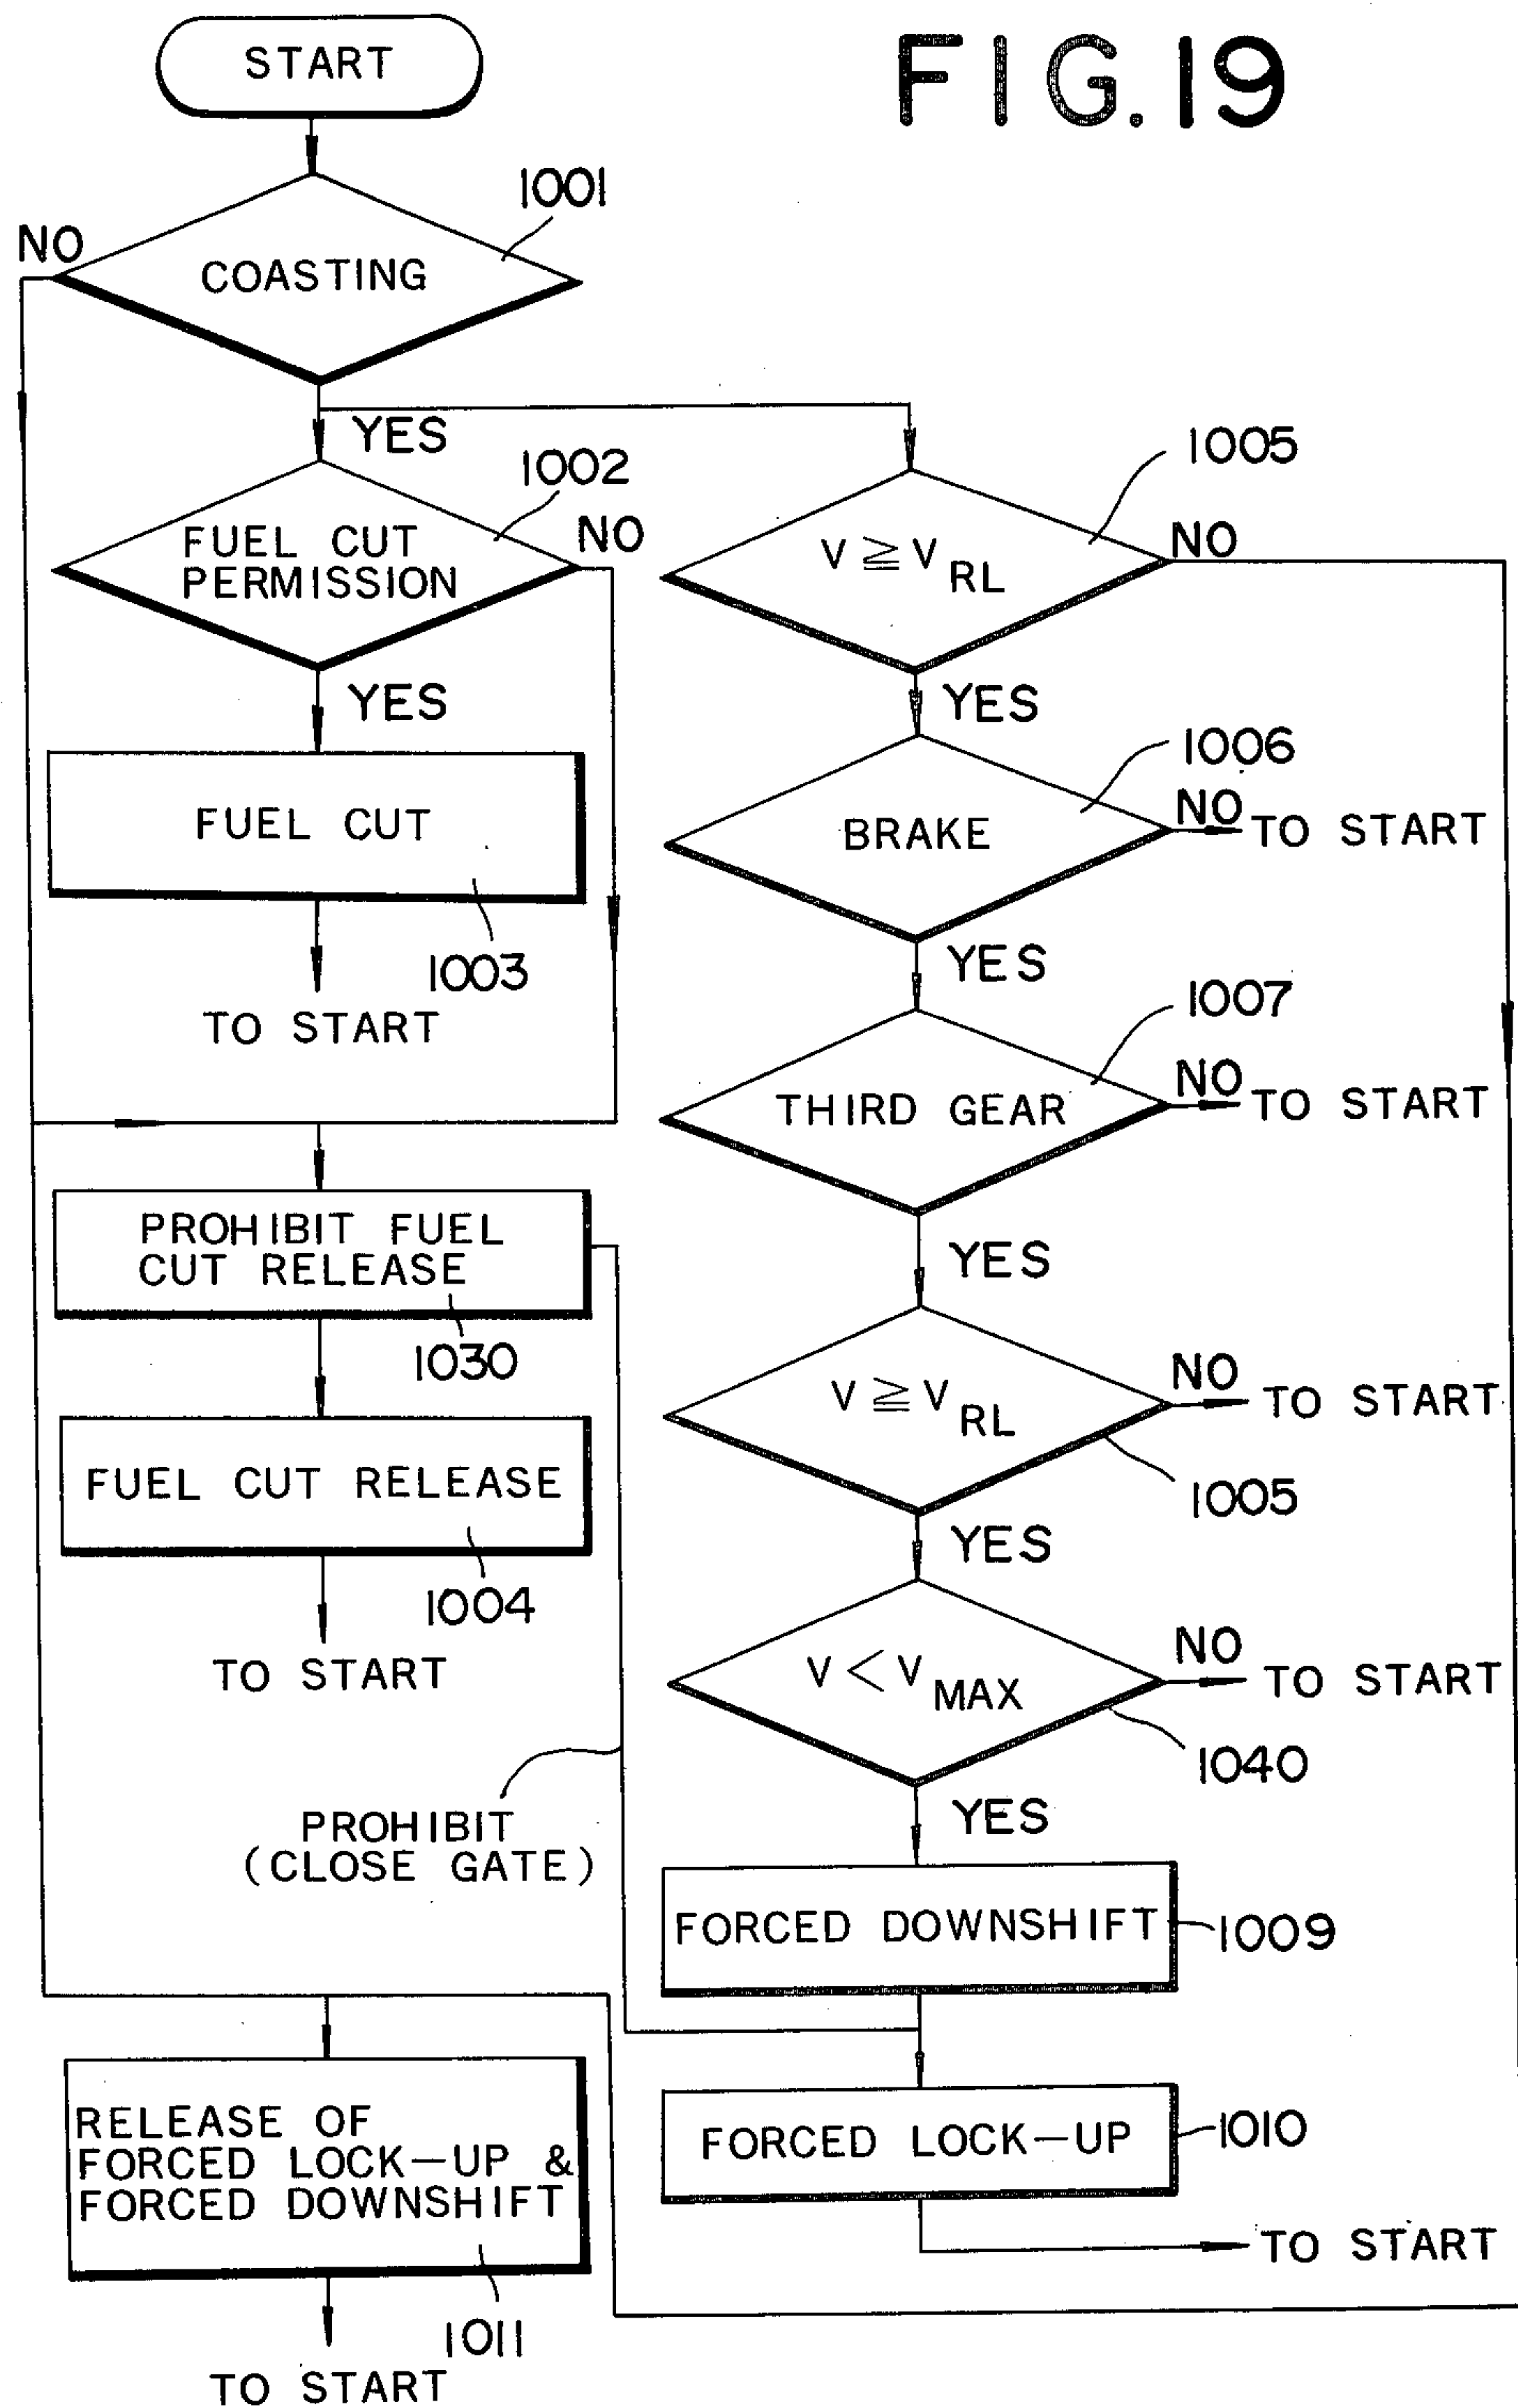 FIG. 19
START
1001
NO
COASTING
YES
1002
1005
FUEL CUT
PERMISSION
NO
V ≧ V RL
NO
YES
YES
1006
FUEL CUT
BRAKE
NO
TO START
1003
YES
TO START
1007
THIRD GEAR
NO
TO START
PROHIBIT FUEL
CUT RELEASE
YES
1030
V ≧ V RL
NO
TO START
FUEL CUT RELEASE
1005
YES
1004
TO START
V < V MAX
NO
TO START
1040
PROHIBIT
(CLOSE GATE)
YES
FORCED DOWNSHIFT
1009
RELEASE OF
FORCED LOCK-UP &
FORCED DOWNSHIFT
FORCED LOCK-UP
1010
TO START
1011
TO START